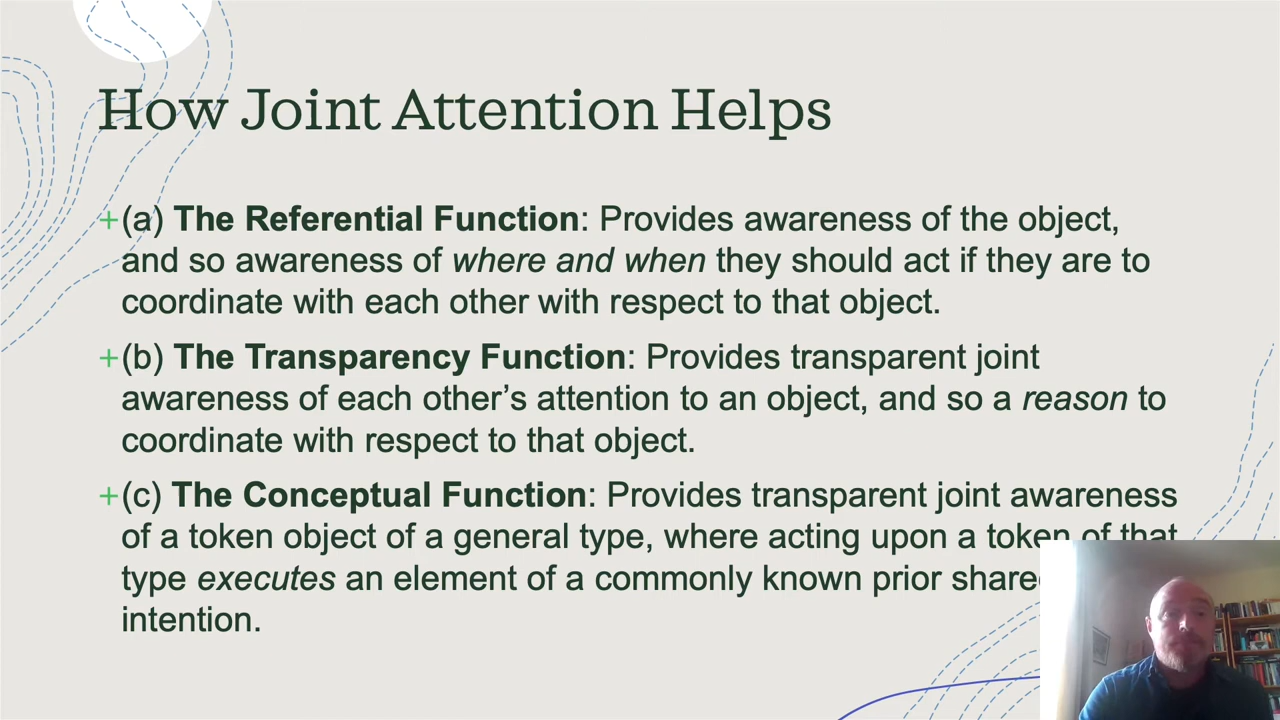 How Joint Attention Helps
+(a) The Referential Function: Provides awareness of the object,
and so awareness of where and when they should act if they are to
coordinate with each other with respect to that object.
+(b) The Transparency Function: Provides transparent joint
awareness of each other’s attention to an object, and so a reason to
coordinate with respect to that object.
+(c) The Conceptual Function: Provides transparent joint awareness
of a token object of a general type, where acting upon a token of that
type executes an element of a commonly known prior shared
intention.